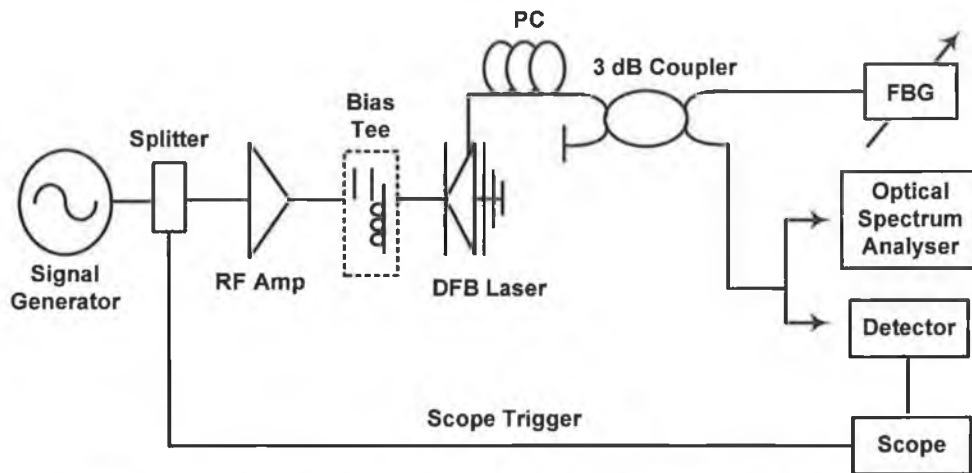 PC
3 dB Coupler
FBG
Bias
Tee
Splitter
Optical
Spectrum
Analyser
Signal
Generator
RF Amp
DFB Laser
Detector
Scope Trigger
Scope